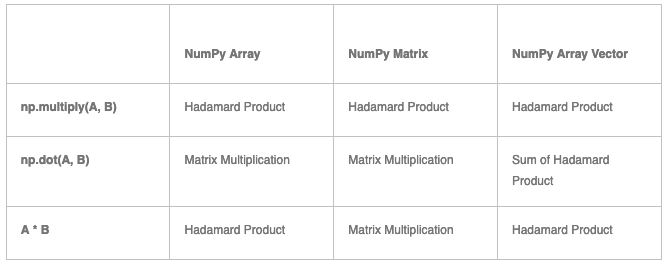 NumPy Array NumPy Matrix NumPy Array Vector
np.multiply(A, B) Hadamard Product Hadamard Product Hadamard Product
np.dot(A, B) Matrix Multiplication Matrix Multiplication Sum of Hadamard
Product
A * B Hadamard Product Matrix Multiplication Hadamard Product